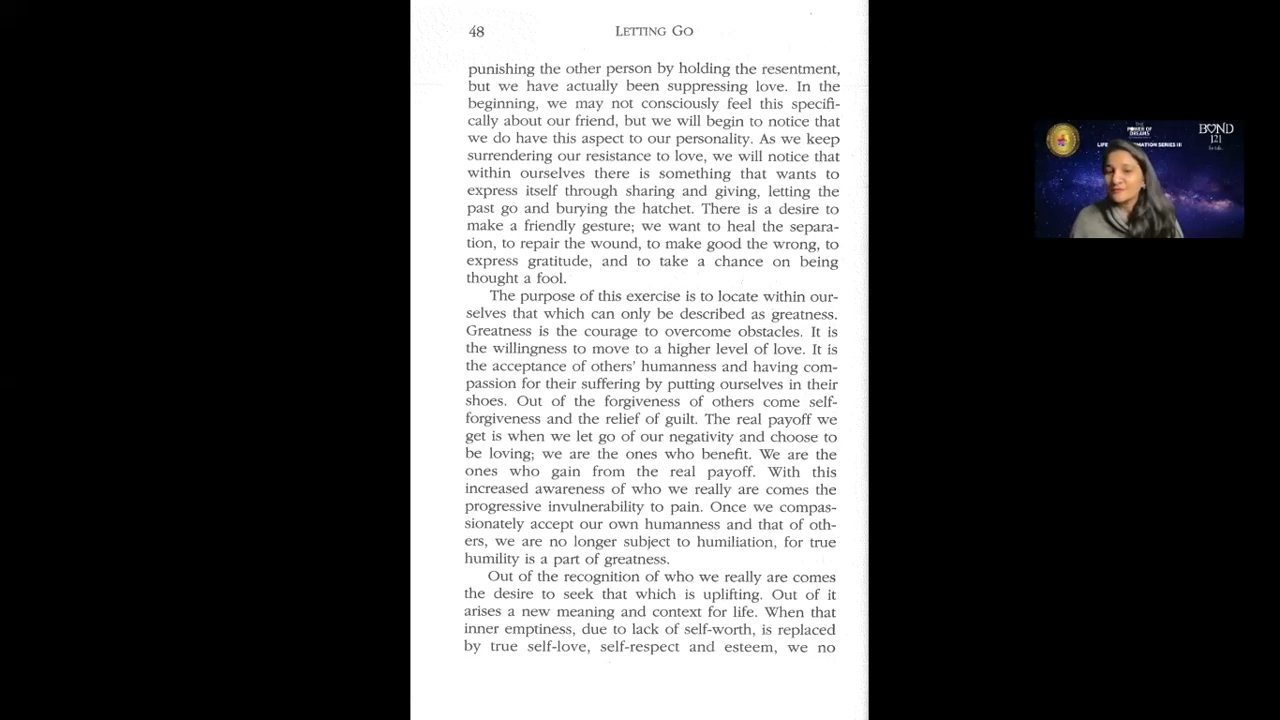 48 LETTING GO
punishing the other person by holding the resentment,
but we have actually been suppressing love. In the
beginning, we may not consciously feel this specifi-
cally about our friend, but we will begin to notice that
we do have this aspect to our personality. As we keep
surrendering our resistance to love, we will notice that
within ourselves there is something that wants to
express itself through sharing and giving, letting the
past go and burying the hatchet. There is a desire to
make a friendly gesture; we want to heal the separa-
tion, to repair the wound, to make good the wrong, to
express gratitude, and to take a chance on being
thought a fool.
The purpose of this exercise is to locate within our-
selves that which can only be described as greatness.
Greatness is the courage to overcome obstacles. It is
the willingness to move to a higher level of love. It is
the acceptance of others' humanness and having com-
passion for their suffering by putting ourselves in their
shoes. Out of the forgiveness of others come self-
forgiveness and the relief of guilt. The real payoff we
get is when we let go of our negativity and choose to
be loving; we are the ones who benefit. We are the
ones who gain from the real payoff. With this
increased awareness of who we really are comes the
progressive invulnerability to pain. Once we compas-
sionately accept our own humanness and that of oth-
ers, we are no longer subject to humiliation, for true
humility is a part of greatness.
Out of the recognition of who we really are comes
the desire to seek that which is uplifting. Out of it
arises a new meaning and context for life. When that
inner emptiness, due to lack of self-worth, is replaced
by true self-love, self-respect and esteem, we no
THE
POWER OF
DREAMS
LIFE MATION SERIES III
BOND
121